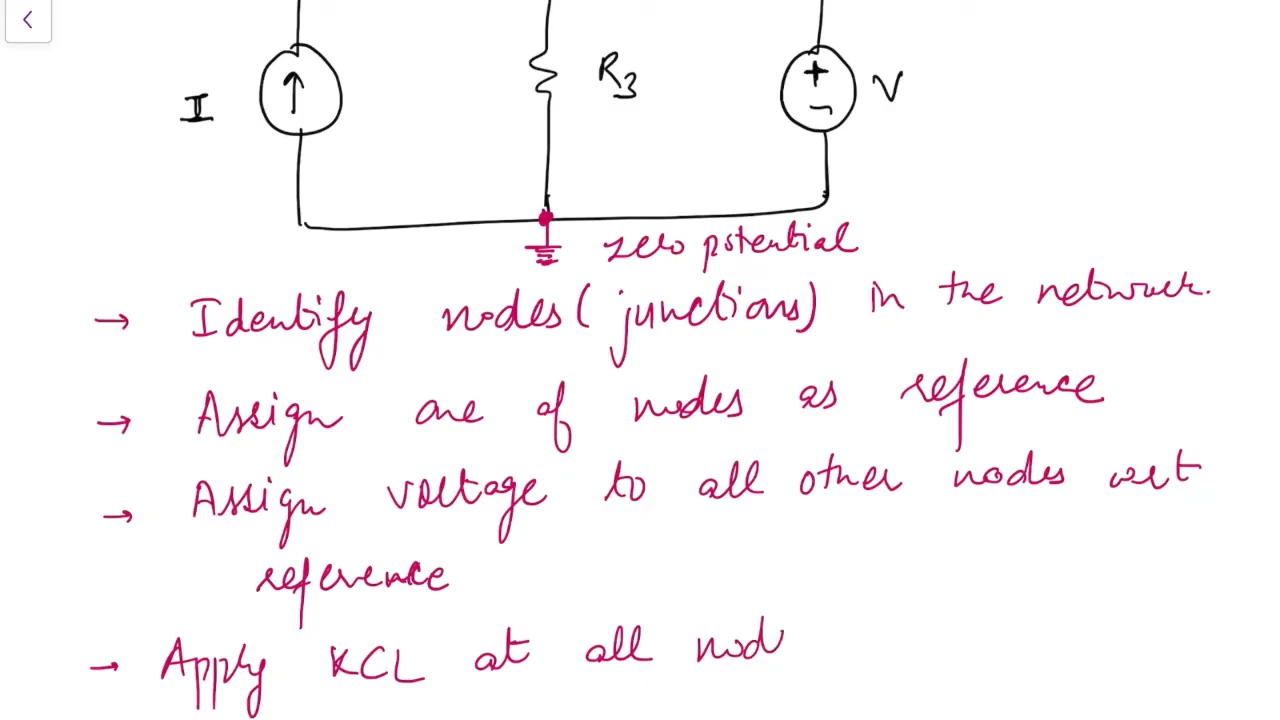 I
R3
+
-
V
zero potential
→ Identify nodes (junctions) in the network.
→ Assign one of nodes as reference
→ Assign voltage to all other nodes wrt
reference
→ Apply KCL at all nod